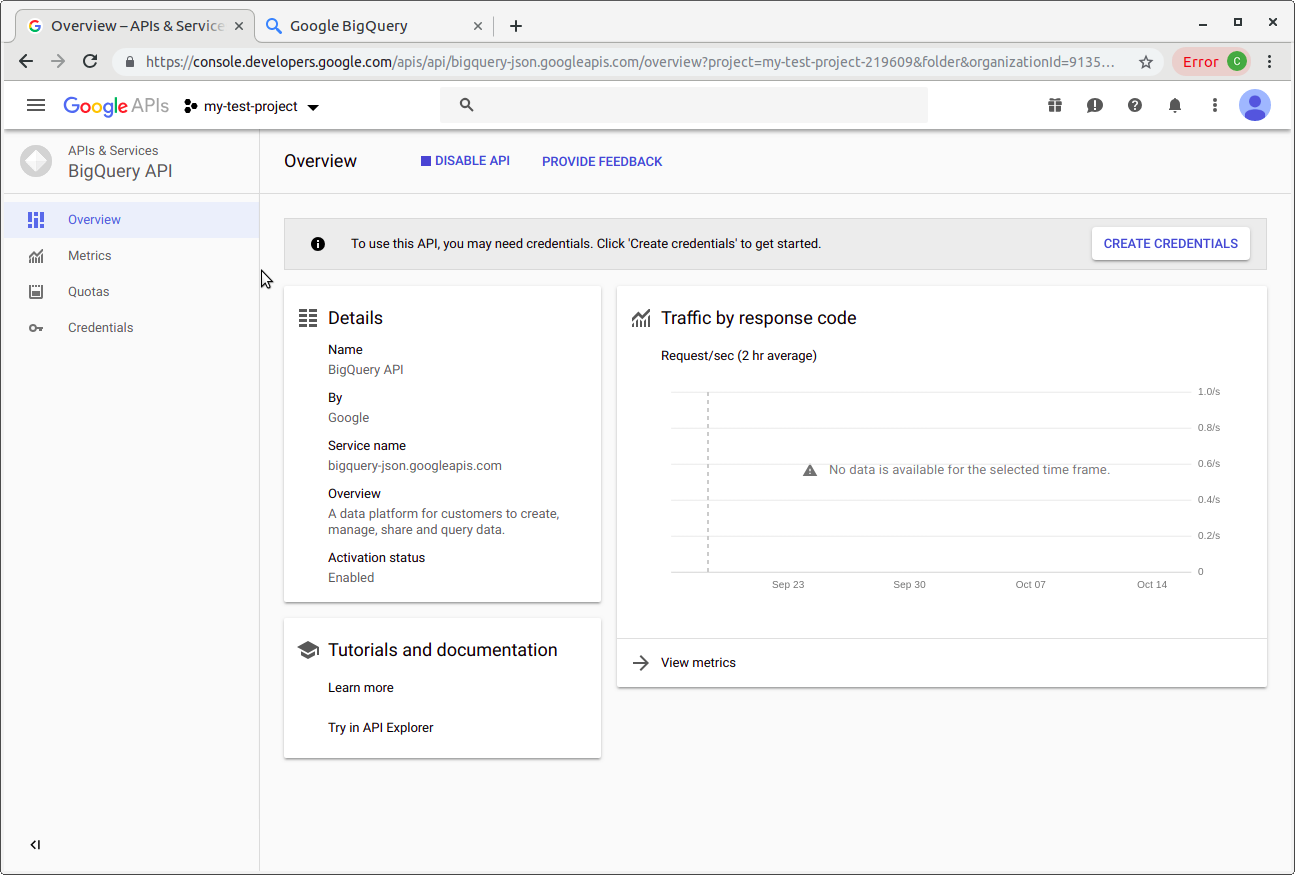 Overview – APIs & Service
Google BigQuery
https://console.developers.google.com/apis/api/bigquery-json.googleapis.com/overview?project=my-test-project-219609&folder&organizationId=9135...
Error C
Google APIs
my-test-project
APIs & Services
BigQuery API
Overview
Metrics
Quotas
Credentials
Overview
DISABLE API
PROVIDE FEEDBACK
To use this API, you may need credentials. Click 'Create credentials' to get started.
CREATE CREDENTIALS
Details
Name
BigQuery API
By
Google
Service name
bigquery-json.googleapis.com
Overview
A data platform for customers to create,
manage, share and query data.
Activation status
Enabled
Tutorials and documentation
Learn more
Try in API Explorer
Traffic by response code
Request/sec (2 hr average)
1.0/s
0.8/s
0.6/s
No data is available for the selected time frame.
0.4/s
0.2/s
0
Sep 23
Sep 30
Oct 07
Oct 14
View metrics